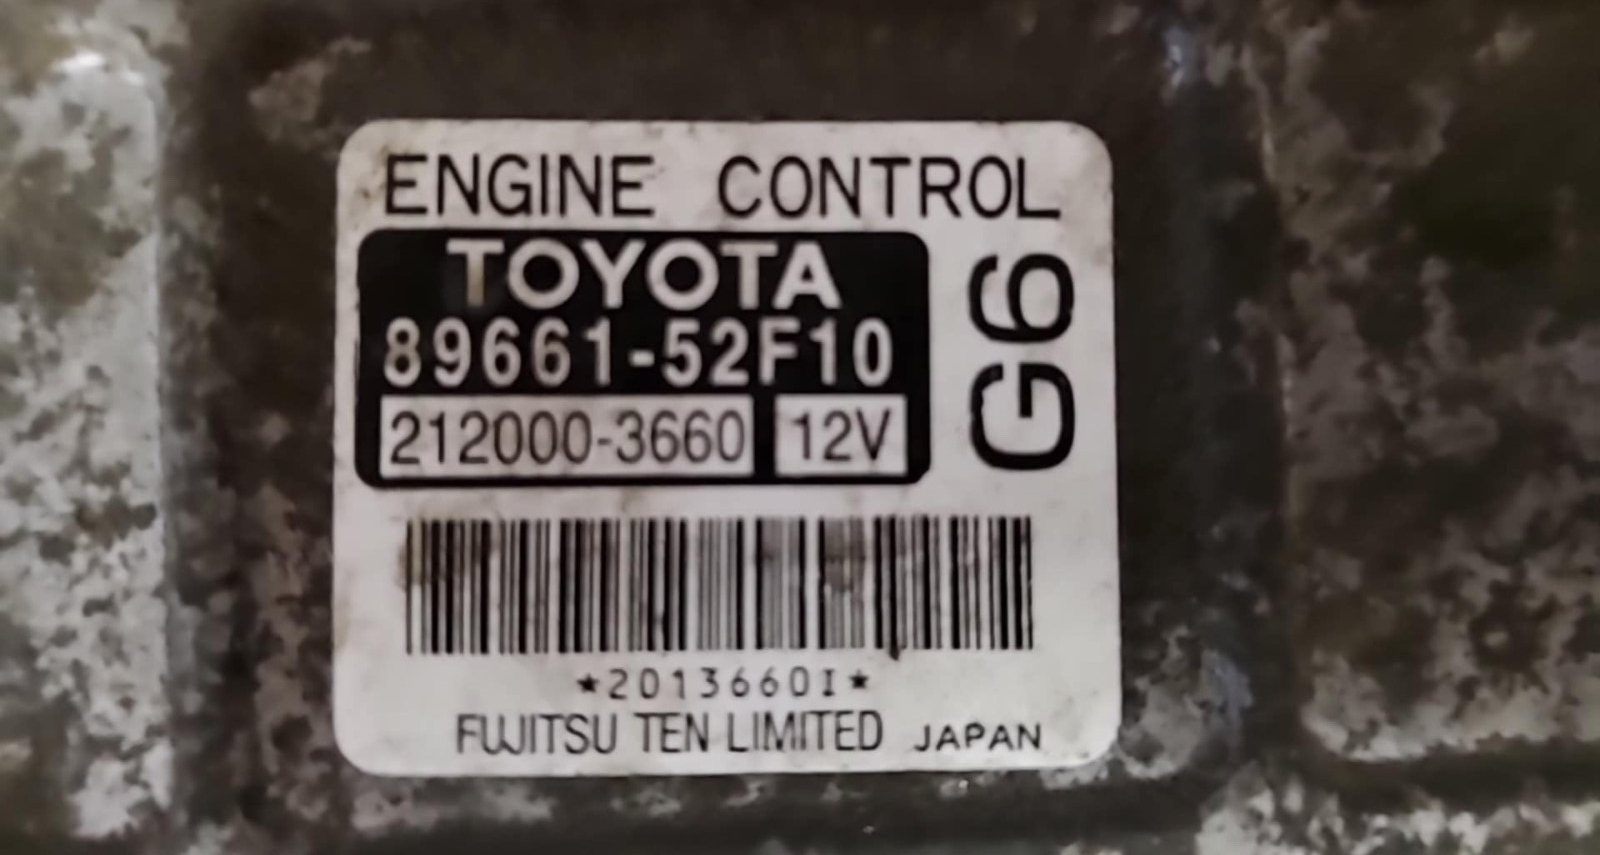 ENGINE CONTROL
TOYOTA
89661-52F10
212000-3660 12V
G6
*2013660I*
FUJITSU TEN LIMITED JAPAN